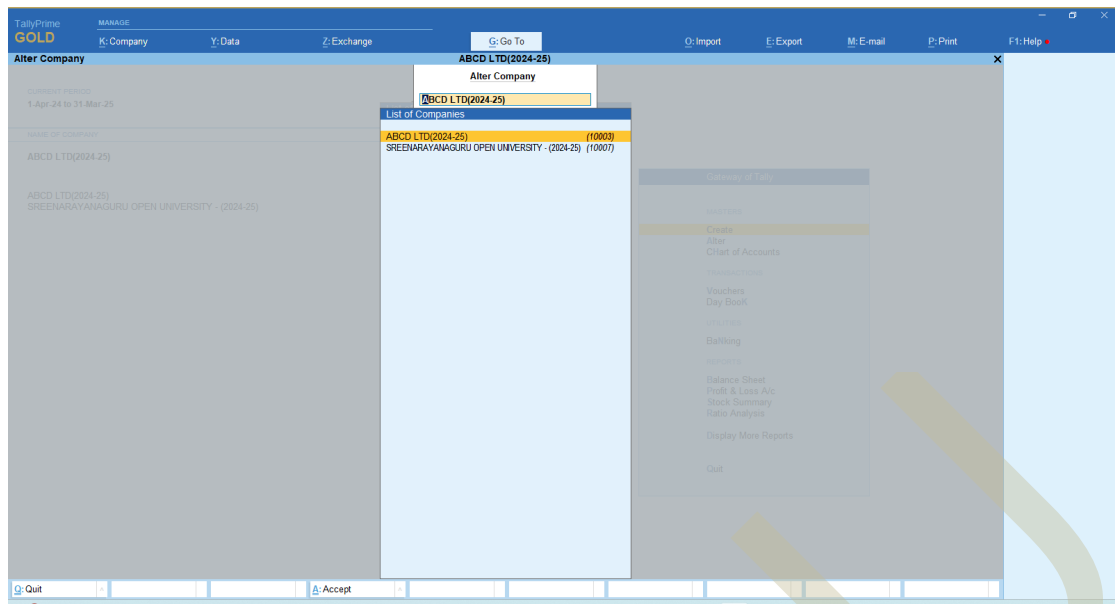 TallyPrime
MANAGE
GOLD
K: Company
Y: Data
Z: Exchange
G: Go To
O: Import
E: Export
M: E-mail
P: Print
F1: Help
Alter Company
ABCD LTD(2024-25)
Alter Company
ABCD LTD(2024-25)
List of Companies
ABCD LTD(2024-25) (10003)
SREENARAYANAGURU OPEN UNIVERSITY - (2024-25) (10007)
CURRENT PERIOD
1-Apr-24 to 31-Mar-25
NAME OF COMPANY
ABCD LTD(2024-25)
ABCD LTD(2024-25)
SREENARAYANAGURU OPEN UNIVERSITY - (2024-25)
Gateway of Tally
MASTERS
Create
Alter
Chart of Accounts
TRANSACTIONS
Vouchers
Day Book
UTILITIES
Banking
REPORTS
Balance Sheet
Profit & Loss A/c
Stock Summary
Ratio Analysis
Display More Reports
Quit
Q: Quit
A: Accept